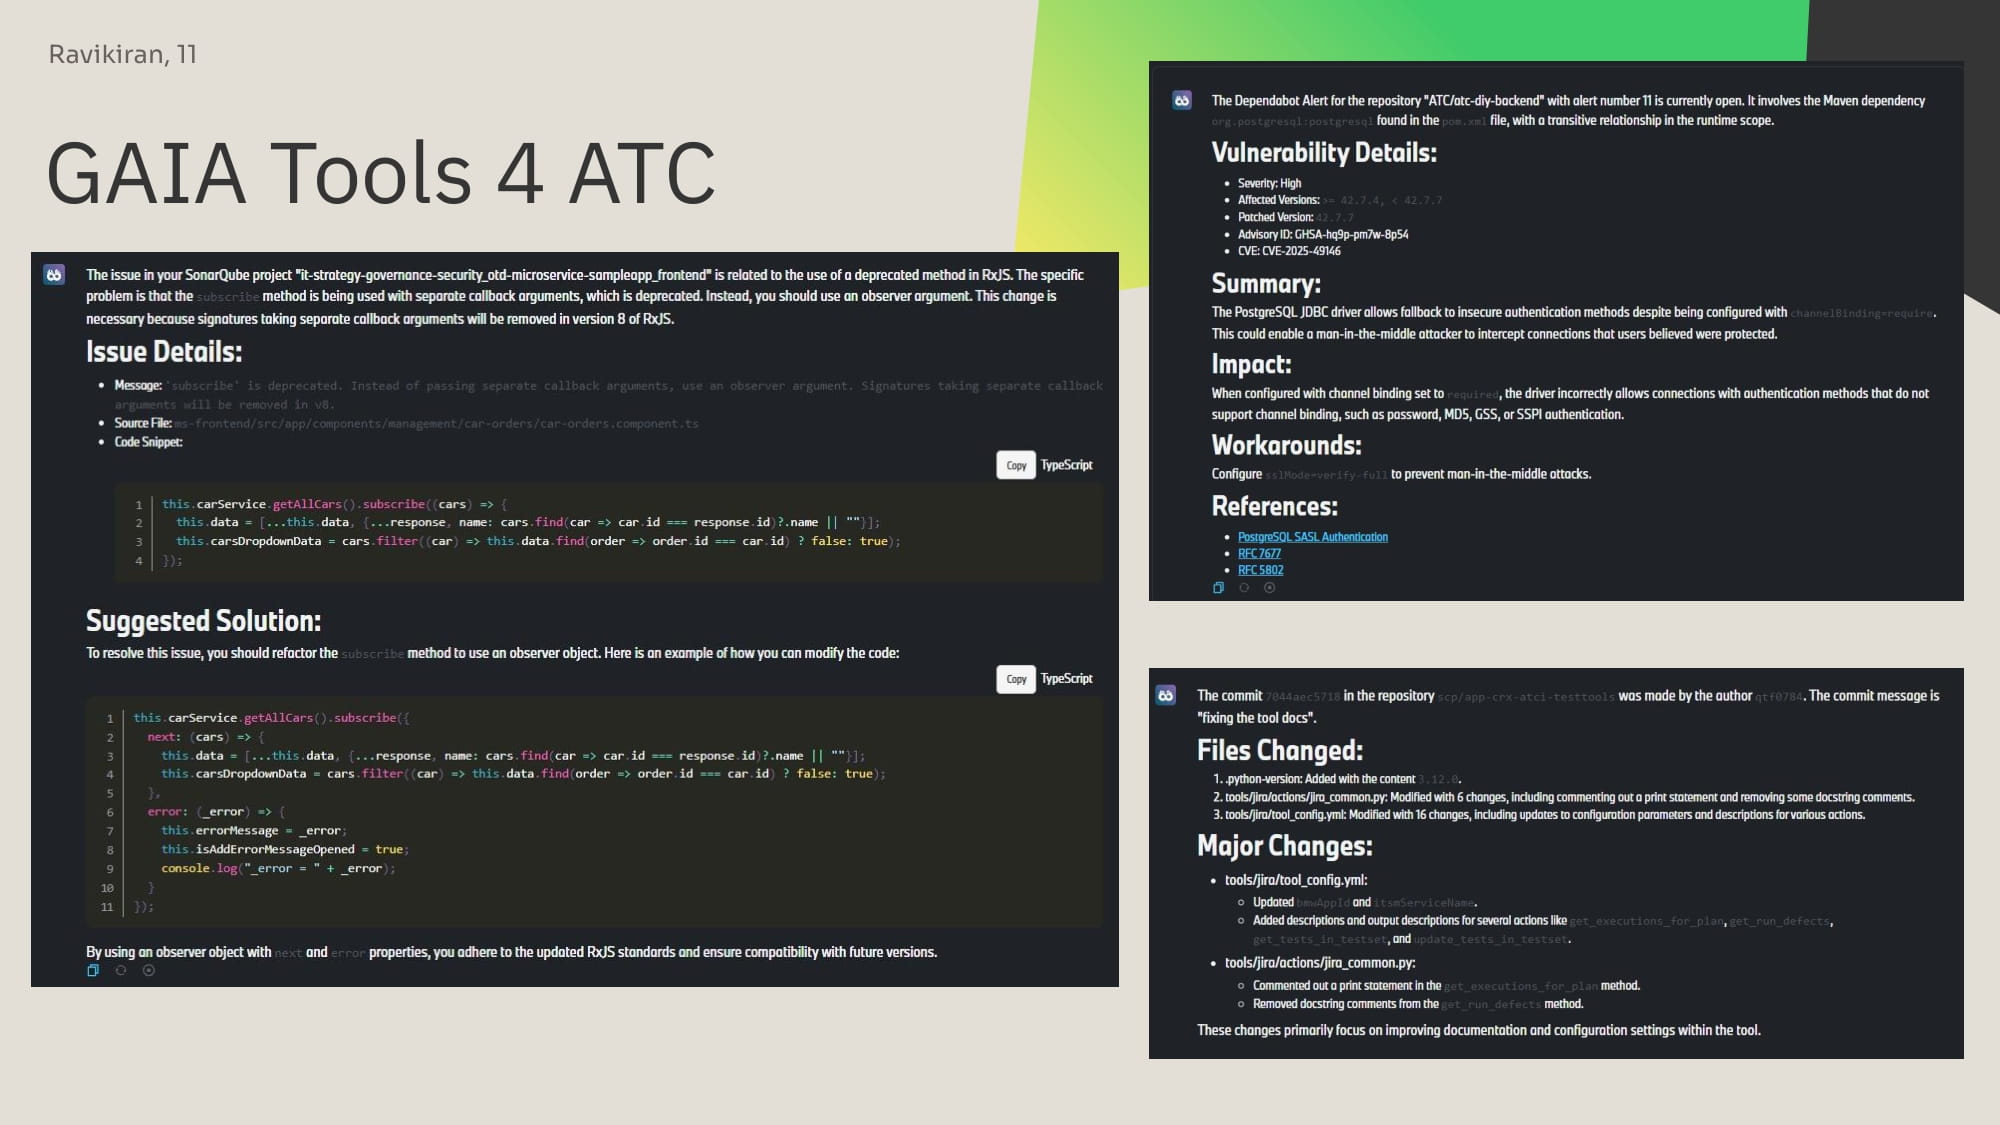 Ravikiran, 11
GAIA Tools 4 ATC
The issue in your SonarQube project "it-strategy-governance-security_otd-microservice-sampleapp_frontend" is related to the use of a deprecated method in RxJS. The specific
problem is that the subscribe method is being used with separate callback arguments, which is deprecated. Instead, you should use an observer argument. This change is
necessary because signatures taking separate callback arguments will be removed in version 8 of RxJS.
Issue Details:
• Message: 'subscribe' is deprecated. Instead of passing separate callback arguments, use an observer argument. Signatures taking separate callback
arguments will be removed in v8.
• Source File: ms-frontend/src/app/components/management/car-orders/car-orders.component.ts
• Code Snippet:
Copy TypeScript
1 this.carService.getAllCars().subscribe((cars) => {
2 this.data = [...this.data, {...response, name: cars.find(car => car.id === response.id)?.name || ""}];
3 this.carsDropdownData = cars.filter((car) => this.data.find(order => order.id === car.id) ? false: true);
4 });
Suggested Solution:
To resolve this issue, you should refactor the subscribe method to use an observer object. Here is an example of how you can modify the code:
Copy TypeScript
1 this.carService.getAllCars().subscribe({
2 next: (cars) => {
3 this.data = [...this.data, {...response, name: cars.find(car => car.id === response.id)?.name || ""}];
4 this.carsDropdownData = cars.filter((car) => this.data.find(order => order.id === car.id) ? false: true);
5 },
6 error: (_error) => {
7 this.errorMessage = _error;
8 this.isAddErrorMessageOpened = true;
9 console.log("_error = " + _error);
10 }
11 });
By using an observer object with next and error properties, you adhere to the updated RxJS standards and ensure compatibility with future versions.
The Dependabot Alert for the repository "ATC/atc-diy-backend" with alert number 11 is currently open. It involves the Maven dependency
org.postgresql:postgresql found in the pom.xml file, with a transitive relationship in the runtime scope.
Vulnerability Details:
• Severity: High
• Affected Versions: >= 42.7.4, < 42.7.7
• Patched Version: 42.7.7
• Advisory ID: GHSA-hq9p-pm7w-8p54
• CVE: CVE-2025-49146
Summary:
The PostgreSQL JDBC driver allows fallback to insecure authentication methods despite being configured with channelBinding=require.
This could enable a man-in-the-middle attacker to intercept connections that users believed were protected.
Impact:
When configured with channel binding set to required, the driver incorrectly allows connections with authentication methods that do not
support channel binding, such as password, MD5, GSS, or SSPI authentication.
Workarounds:
Configure sslMode=verify-full to prevent man-in-the-middle attacks.
References:
• PostgreSQL SASL Authentication
• RFC 7677
• RFC 5802
The commit 7044aec5718 in the repository scp/app-crx-atci-testtools was made by the author qtf0784. The commit message is
"fixing the tool docs".
Files Changed:
1. .python-version: Added with the content 3.12.0.
2. tools/jira/actions/jira_common.py: Modified with 6 changes, including commenting out a print statement and removing some docstring comments.
3. tools/jira/tool_config.yml: Modified with 16 changes, including updates to configuration parameters and descriptions for various actions.
Major Changes:
• tools/jira/tool_config.yml:
○ Updated bmwAppId and itsmServiceName.
○ Added descriptions and output descriptions for several actions like get_executions_for_plan, get_run_defects,
get_tests_in_testset, and update_tests_in_testset.
• tools/jira/actions/jira_common.py:
○ Commented out a print statement in the get_executions_for_plan method.
○ Removed docstring comments from the get_run_defects method.
These changes primarily focus on improving documentation and configuration settings within the tool.